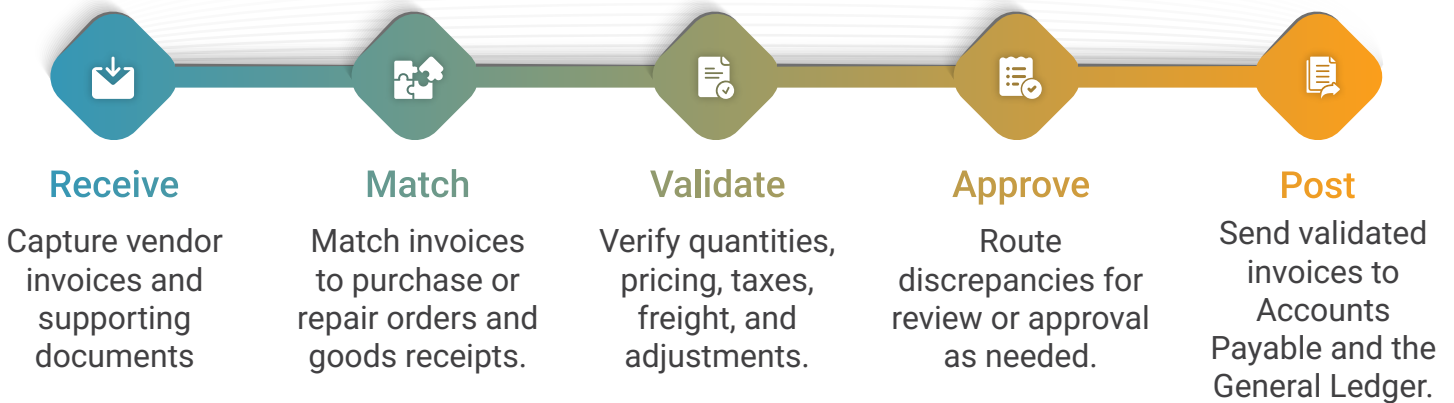 Receive
Capture vendor
invoices and
supporting
documents
Match
Match invoices
to purchase or
repair orders and
goods receipts.
Validate
Verify quantities,
pricing, taxes,
freight, and
adjustments.
Approve
Route
discrepancies for
review or approval
as needed.
Post
Send validated
invoices to
Accounts
Payable and the
General Ledger.